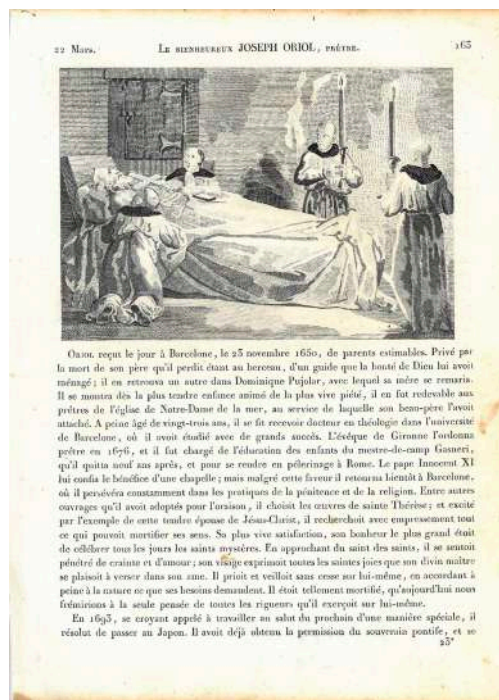 22 Mars.
LE BIENHEUREUX JOSEPH ORIOL, PRÊTRE.
163
ORIOL reçut le jour à Barcelone, le 23 novembre 1650, de parents estimables. Privé par
la mort de son père qu'il perdit étant au berceau, d'un guide que la bonté de Dieu lui avoit
ménagé; il en retrouva un autre dans Dominique Pujolar, avec lequel sa mère se remaria.
Il se montra dès la plus tendre enfance animé de la plus vive piété, il en fut redevable aux
prêtres de l'église de Notre-Dame de la mer, au service de laquelle son beau-père l'avoit
attaché. A peine âgé de vingt-trois ans, il se fit recevoir docteur en théologie dans l'université
de Barcelone, où il avoit étudié avec de grands succès. L'évêque de Gironne l'ordonna
prêtre en 1676, et il fut chargé de l'éducation des enfants du mestre-de-camp Gasneri,
qu'il quitta neuf ans après, et pour se rendre en pélerinage à Rome. Le pape Innocent XI
lui confia le bénéfice d'une chapelle; mais malgré cette faveur il retourna bientôt à Barcelone,
où il persévéra constamment dans les pratiques de la pénitence et de la religion. Entre autres
ouvrages qu'il avoit adoptés pour l'oraison, il choisit les œuvres de sainte Thérèse; et excité
par l'exemple de cette tendre épouse de Jésus-Christ, il recherchoit avec empressement tout
ce qui pouvoit mortifier ses sens. Sa plus vive satisfaction, son bonheur le plus grand étoit
de célébrer tous les jours les saints mystères. En approchant du saint des saints, il se sentoit
pénétré de crainte et d'amour; son visage exprimoit toutes les saintes joies que son divin maître
se plaisoit à verser dans son ame. Il prioit et veilloit sans cesse sur lui-même, en accordant à
peine à la nature ce que ses besoins demandent. Il étoit tellement mortifié, qu'aujourd'hui nous
frémirions à la seule pensée de toutes les rigueurs qu'il exerçoit sur lui-même.
En 1693, se croyant appelé à travailler au salut du prochain d'une manière spéciale, il
résolut de passer au Japon. Il avoit déjà obtenu la permission du souverain pontife, et se
23*